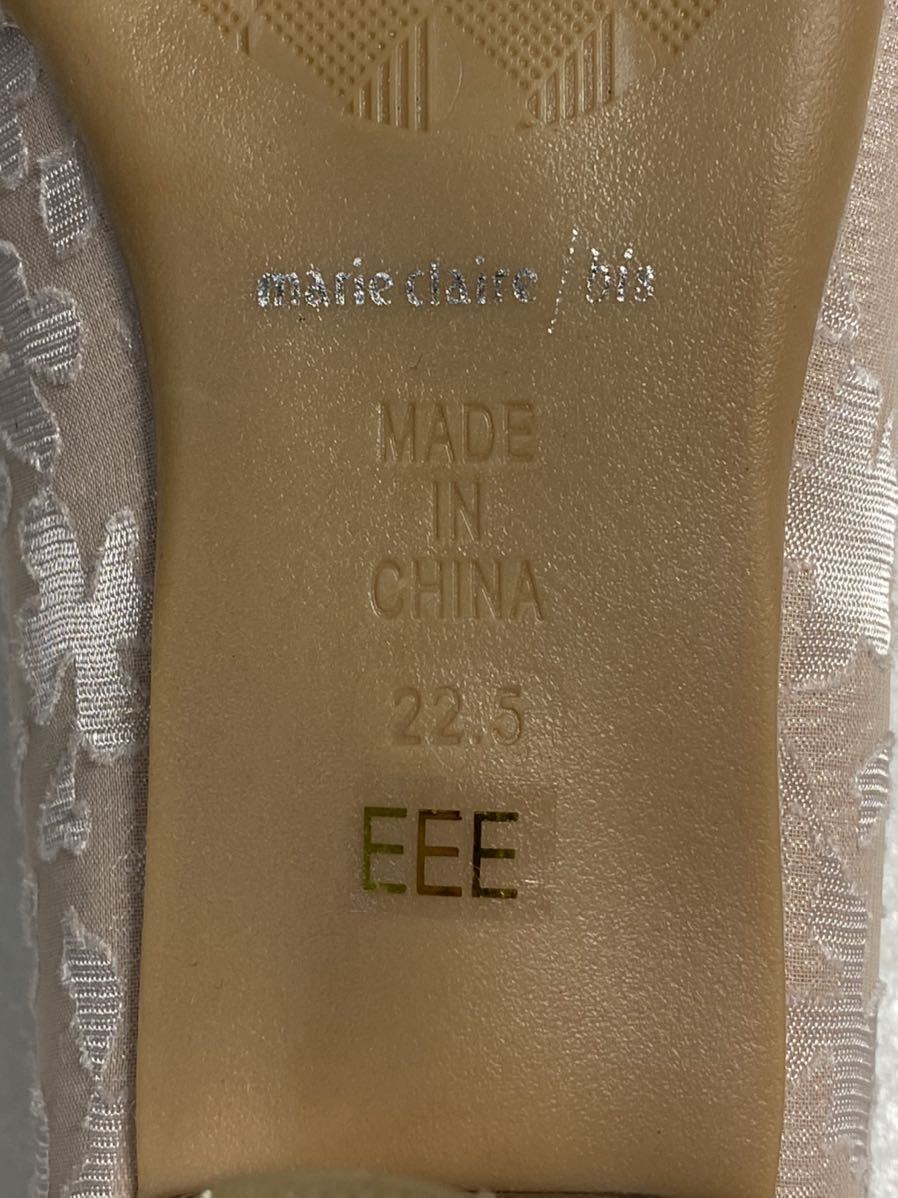 marie claire / bis
MADE
IN
CHINA
22.5
EEE